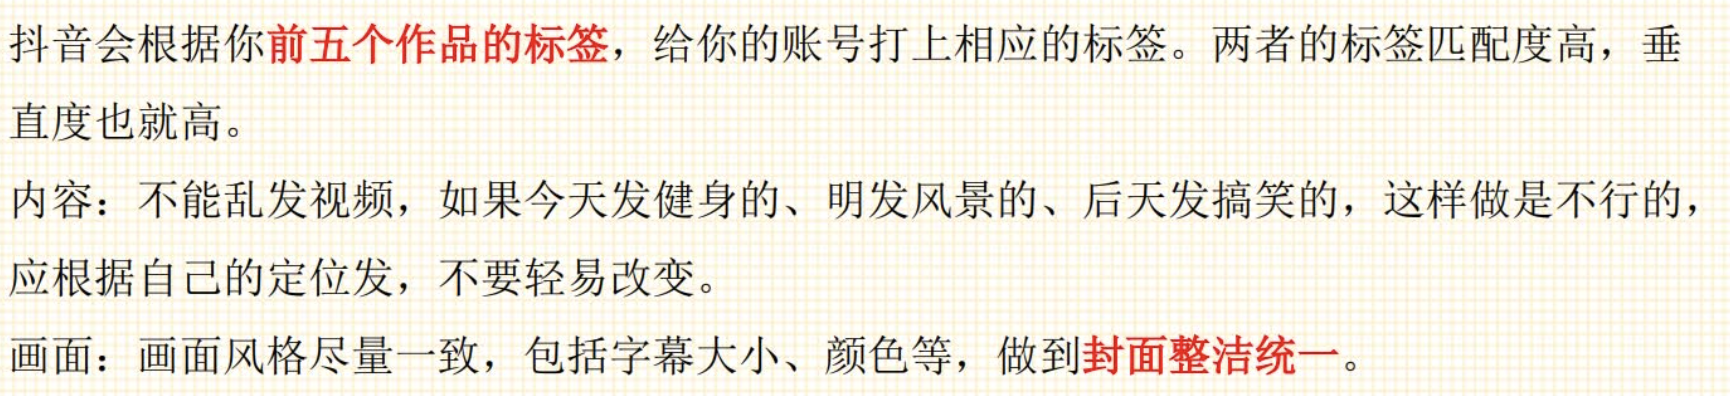 抖音会根据你前五个作品的标签，给你的账号打上相应的标签。两者的标签匹配度高，垂
直度也就高。
内容：不能乱发视频，如果今天发健身的、明发风景的、后天发搞笑的，这样做是不行的，
应根据自己的定位发，不要轻易改变。
画面：画面风格尽量一致，包括字幕大小、颜色等，做到封面整洁统一。